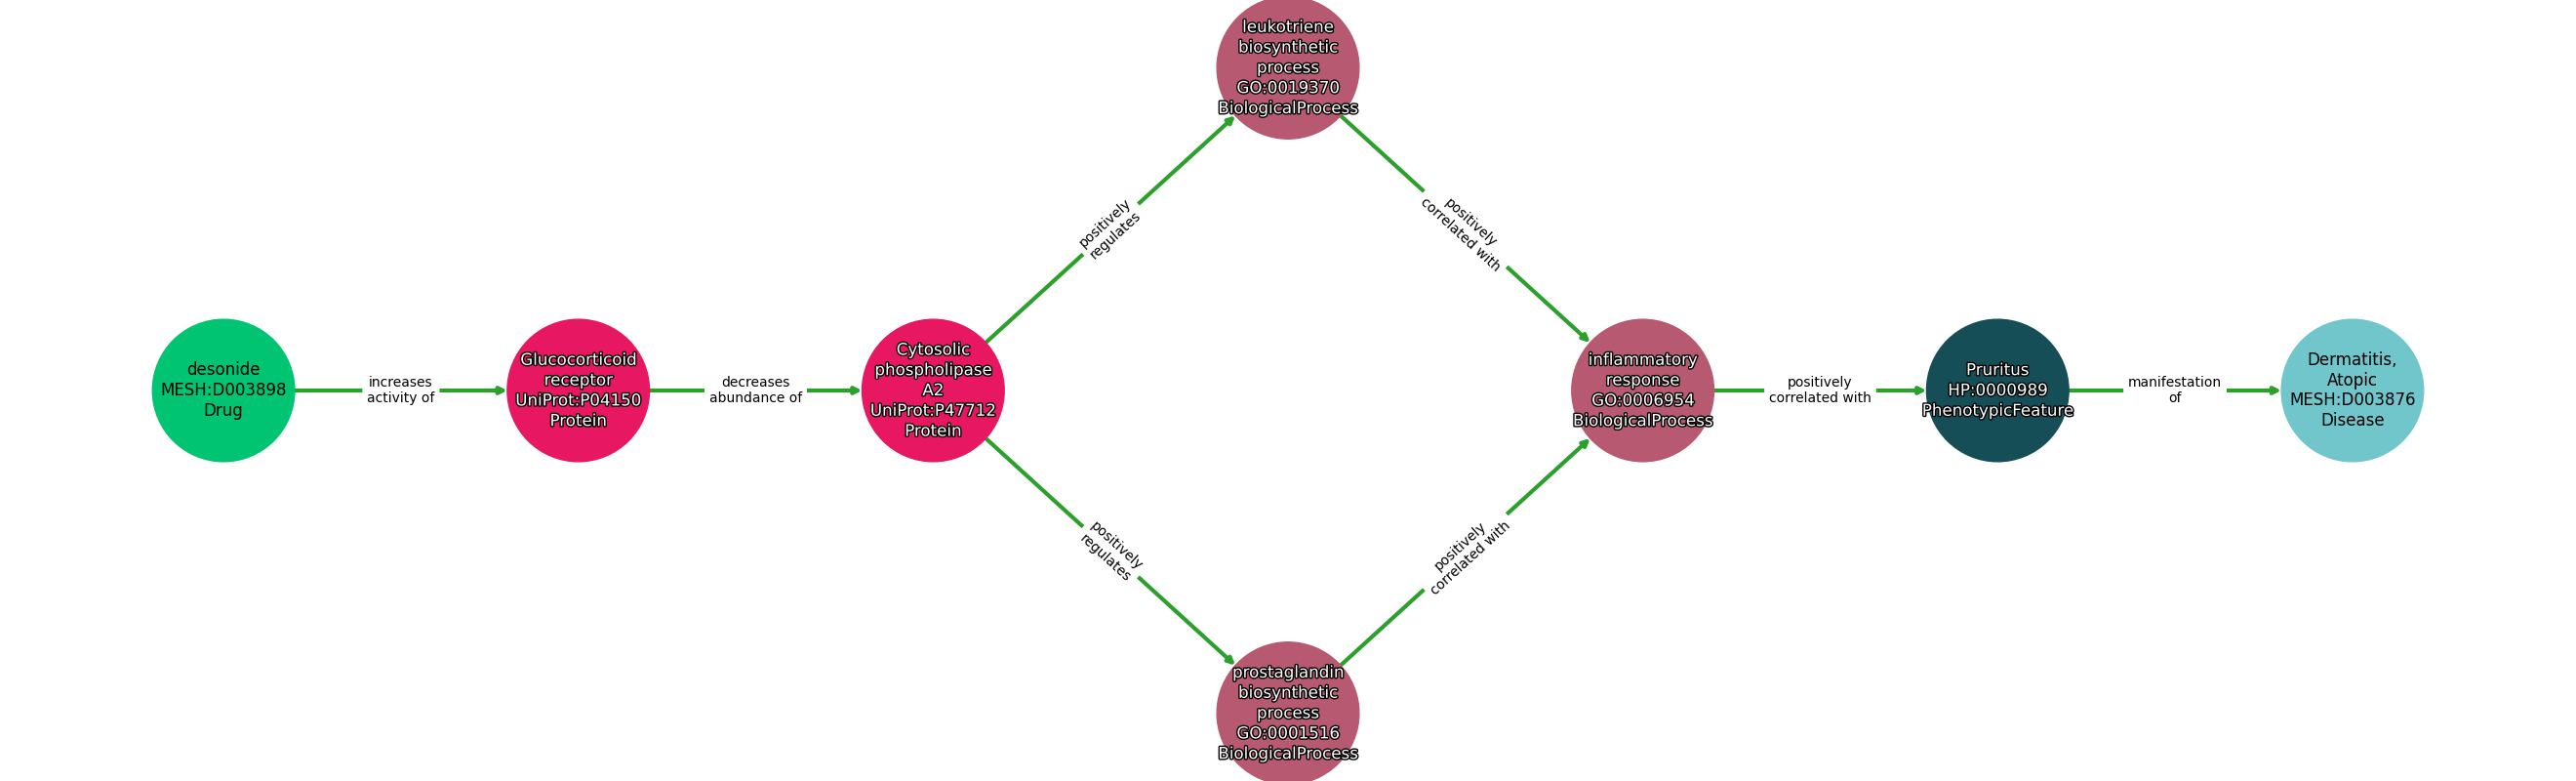 desonide
MESH:D003898
Drug
increases
activity of
Glucocorticoid
receptor
UniProt:P04150
Protein
decreases
abundance of
Cytosolic
phospholipase
A2
UniProt:P47712
Protein
positively
regulates
leukotriene
biosynthetic
process
GO:0019370
BiologicalProcess
positively
correlated with
positively
regulates
prostaglandin
biosynthetic
process
GO:0001516
BiologicalProcess
positively
correlated with
inflammatory
response
GO:0006954
BiologicalProcess
positively
correlated with
Pruritus
HP:0000989
PhenotypicFeature
manifestation
of
Dermatitis,
Atopic
MESH:D003876
Disease